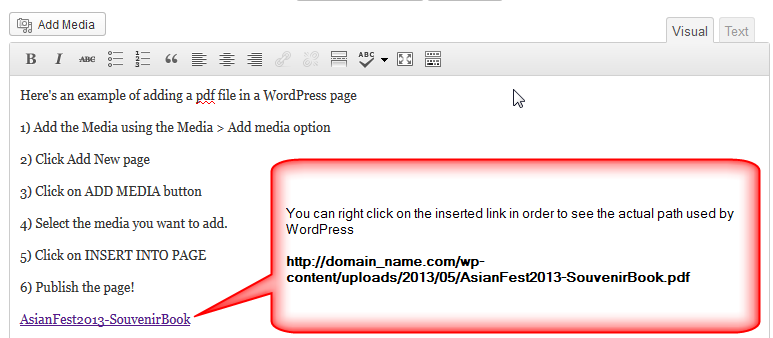 Add Media
Visual
Text
B I ABC
ABC
Here's an example of adding a pdf file in a WordPress page
1) Add the Media using the Media > Add media option
2) Click Add New page
3) Click on ADD MEDIA button
4) Select the media you want to add.
5) Click on INSERT INTO PAGE
6) Publish the page!
AsianFest2013-SouvenirBook
You can right click on the inserted link in order to see the actual path used by
WordPress
http://domain_name.com/wp-
content/uploads/2013/05/AsianFest2013-SouvenirBook.pdf